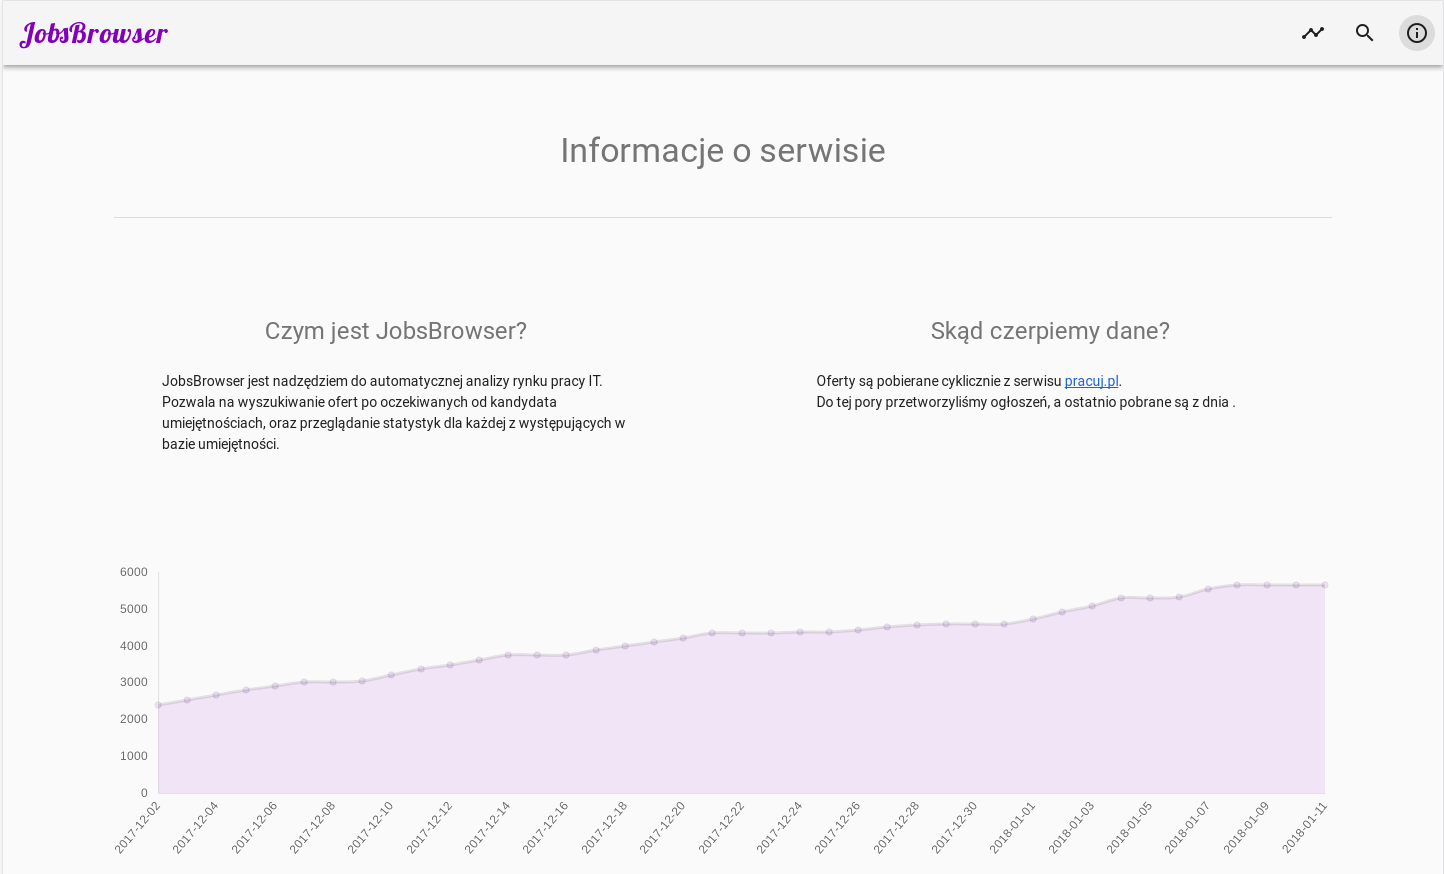 JobsBrowser
Informacje o serwisie
Czym jest JobsBrowser?
JobsBrowser jest nadzędziem do automatycznej analizy rynku pracy IT.
Pozwala na wyszukiwanie ofert po oczekiwanych od kandydata
umiejętnościach, oraz przeglądanie statystyk dla każdej z występujących w
bazie umiejętności.
Skąd czerpiemy dane?
Oferty są pobierane cyklicznie z serwisu pracuj.pl.
Do tej pory przetworzyliśmy ogłoszeń, a ostatnio pobrane są z dnia .
6000
5000
4000
3000
2000
1000
0
2017-12-02
2017-12-04
2017-12-06
2017-12-08
2017-12-10
2017-12-12
2017-12-14
2017-12-16
2017-12-18
2017-12-20
2017-12-22
2017-12-24
2017-12-26
2017-12-28
2017-12-30
2018-01-01
2018-01-03
2018-01-05
2018-01-07
2018-01-09
2018-01-11